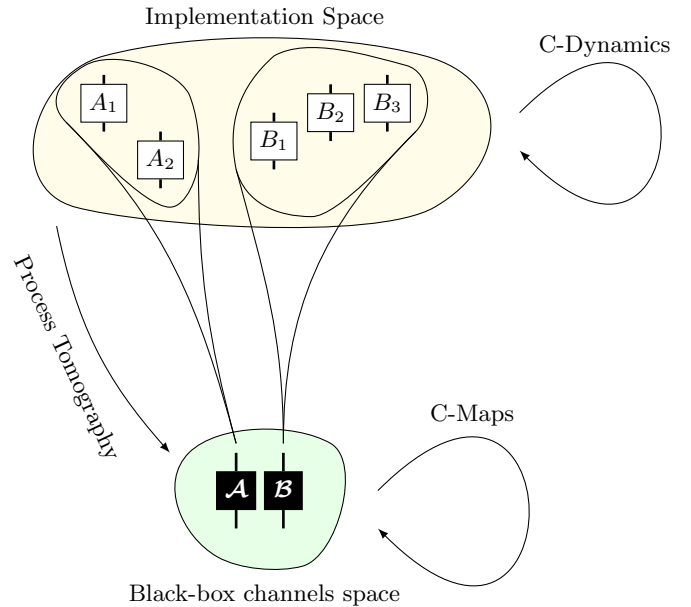 Implementation Space
C-Dynamics
A₁
A₂
B₁
B₂
B₃
Process Tomography
C-Maps
𝓐
𝓑
Black-box channels space